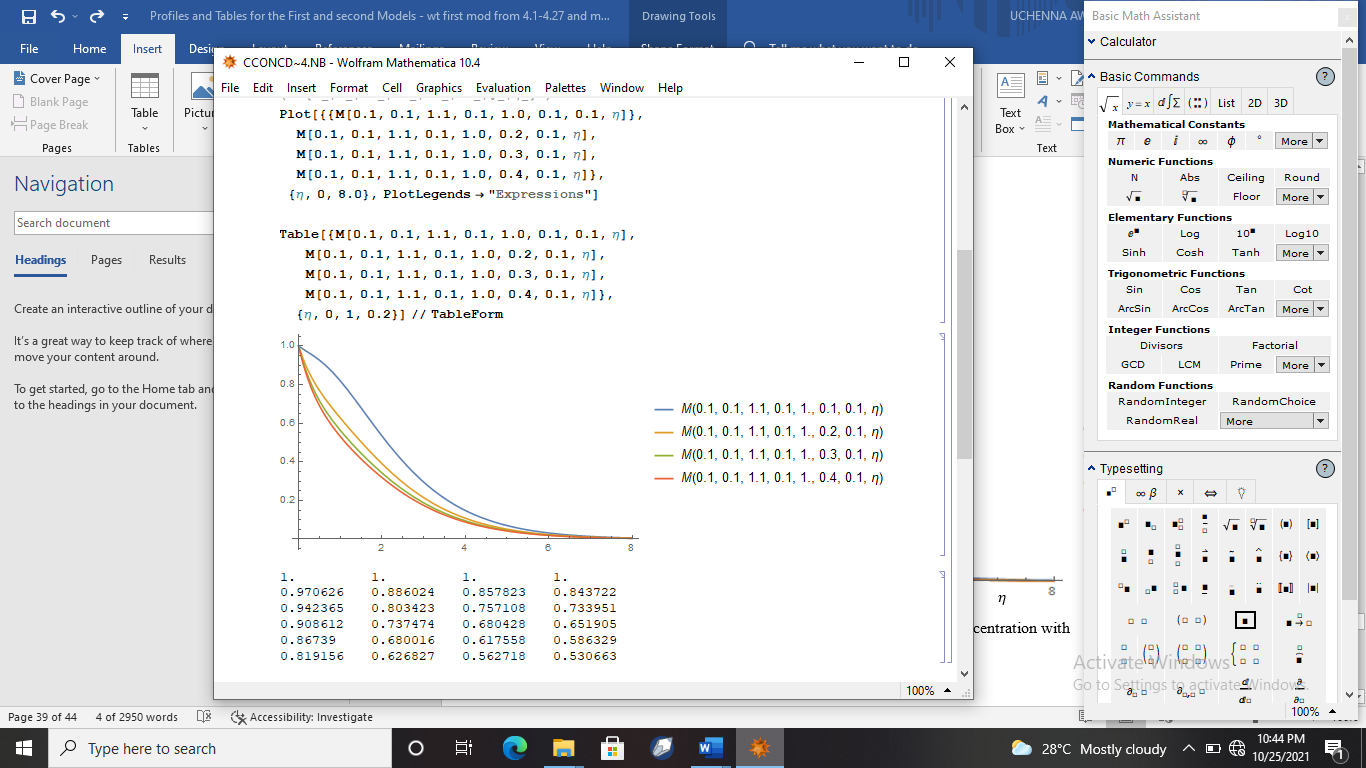 Profiles and Tables for the First and second Models - wt first mod from 4.1-4.27 and m...
Drawing Tools
UCHENNA AW
File
Home
Insert
CCONCD~4.NB - Wolfram Mathematica 10.4
File Edit Insert Format Cell Graphics Evaluation Palettes Window Help
Cover Page
Blank Page
Page Break
Pages
Table
Tables
Text
Box
Text
Navigation
Search document
Headings Pages Results
Create an interactive outline of your d
It's a great way to keep track of where
move your content around.
To get started, go to the Home tab and
to the headings in your document.
Plot[{{M[0.1, 0.1, 1.1, 0.1, 1.0, 0.1, 0.1, η]},
M[0.1, 0.1, 1.1, 0.1, 1.0, 0.2, 0.1, η],
M[0.1, 0.1, 1.1, 0.1, 1.0, 0.3, 0.1, η],
M[0.1, 0.1, 1.1, 0.1, 1.0, 0.4, 0.1, η]},
{η, 0, 8.0}, PlotLegends → "Expressions"]
Table[{M[0.1, 0.1, 1.1, 0.1, 1.0, 0.1, 0.1, η],
M[0.1, 0.1, 1.1, 0.1, 1.0, 0.2, 0.1, η],
M[0.1, 0.1, 1.1, 0.1, 1.0, 0.3, 0.1, η],
M[0.1, 0.1, 1.1, 0.1, 1.0, 0.4, 0.1, η]},
{η, 0, 1, 0.2}] // TableForm
1.0
0.8
0.6
0.4
0.2
2 4 6 8
M(0.1, 0.1, 1.1, 0.1, 1., 0.1, 0.1, η)
M(0.1, 0.1, 1.1, 0.1, 1., 0.2, 0.1, η)
M(0.1, 0.1, 1.1, 0.1, 1., 0.3, 0.1, η)
M(0.1, 0.1, 1.1, 0.1, 1., 0.4, 0.1, η)
1. 1. 1. 1.
0.970626 0.886024 0.857823 0.843722
0.942365 0.803423 0.757108 0.733951
0.908612 0.737474 0.680428 0.651905
0.86739 0.680016 0.617558 0.586329
0.819156 0.626827 0.562718 0.530663
100%
η 8
centration with
Basic Math Assistant
Calculator
Basic Commands ?
√x y=x d∫Σ List 2D 3D
Mathematical Constants
π e i ∞ ϕ ° More
Numeric Functions
N Abs Ceiling Round
Floor More
Elementary Functions
e Log 10 Log10
Sinh Cosh Tanh More
Trigonometric Functions
Sin Cos Tan Cot
ArcSin ArcCos ArcTan More
Integer Functions
Divisors Factorial
GCD LCM Prime More
Random Functions
RandomInteger RandomChoice
RandomReal More
Typesetting ?
∞ β × ⇔
Activate Windows
Go to Settings to activate Windows.
100%
Page 39 of 44 4 of 2950 words Accessibility: Investigate
Type here to search
28°C Mostly cloudy
10:44 PM
10/25/2021
1